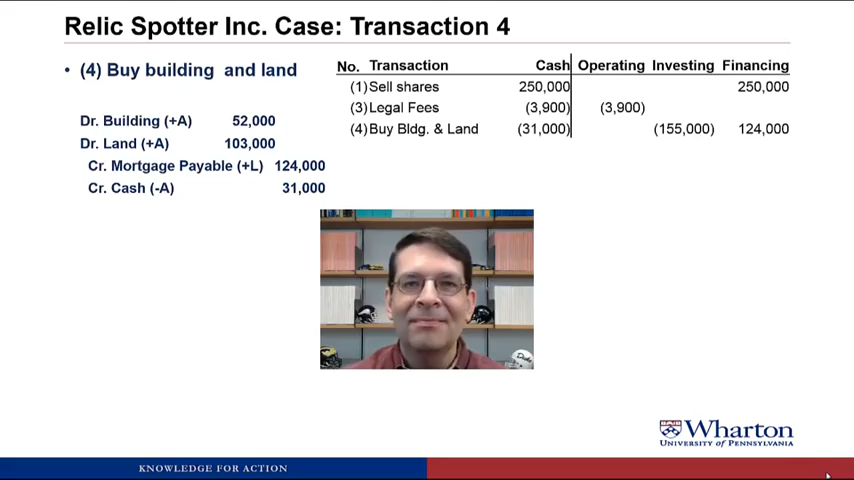 Relic Spotter Inc. Case: Transaction 4
• (4) Buy building and land
Dr. Building (+A) 52,000
Dr. Land (+A) 103,000
Cr. Mortgage Payable (+L) 124,000
Cr. Cash (-A) 31,000
No. Transaction Cash Operating Investing Financing
(1) Sell shares 250,000 250,000
(3) Legal Fees (3,900) (3,900)
(4) Buy Bldg. & Land (31,000) (155,000) 124,000
Duke
Wharton
UNIVERSITY of PENNSYLVANIA
KNOWLEDGE FOR ACTION